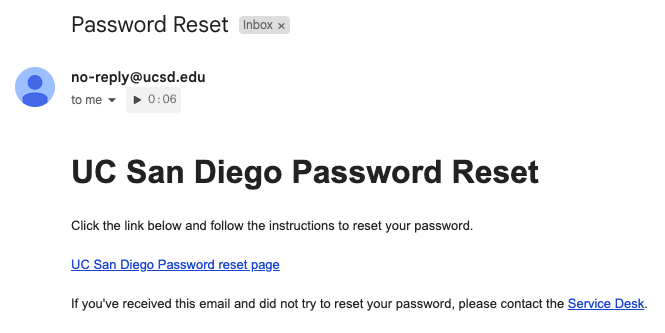 Password Reset Inbox ×
no-reply@ucsd.edu
to me 0:06
UC San Diego Password Reset
Click the link below and follow the instructions to reset your password.
UC San Diego Password reset page
If you've received this email and did not try to reset your password, please contact the Service Desk.